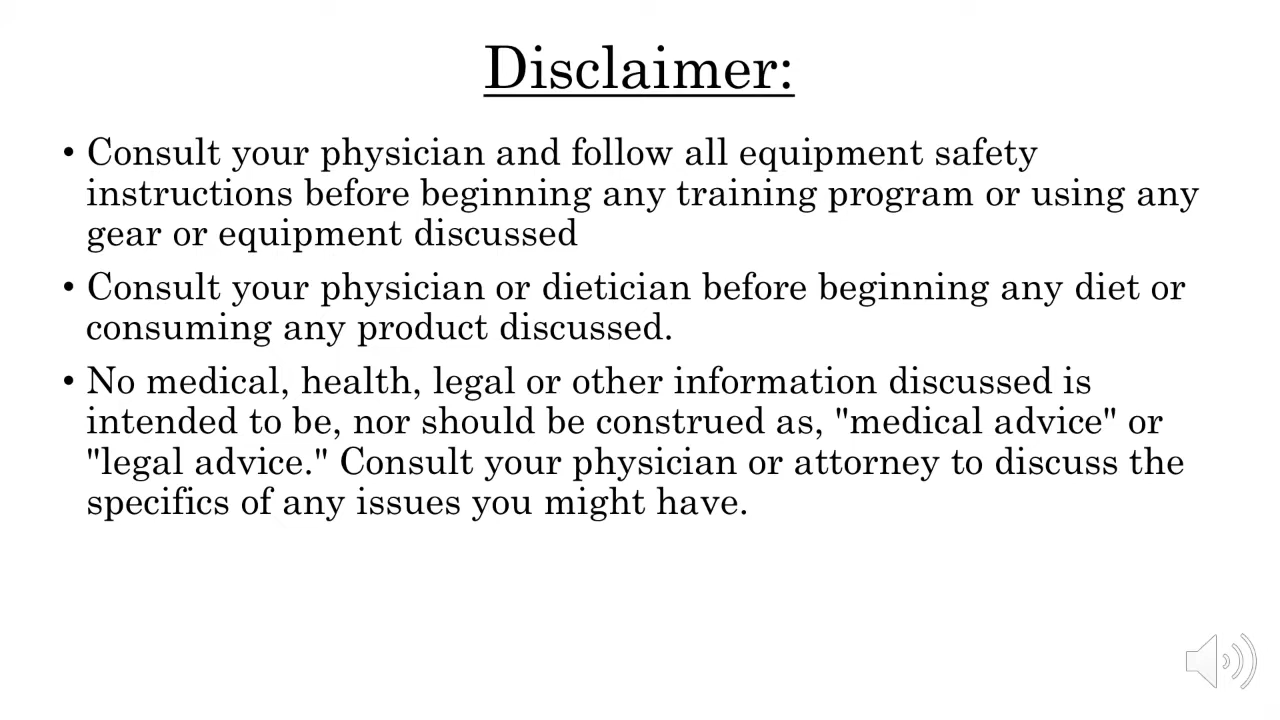 Disclaimer:
• Consult your physician and follow all equipment safety
instructions before beginning any training program or using any
gear or equipment discussed
• Consult your physician or dietician before beginning any diet or
consuming any product discussed.
• No medical, health, legal or other information discussed is
intended to be, nor should be construed as, "medical advice" or
"legal advice." Consult your physician or attorney to discuss the
specifics of any issues you might have.